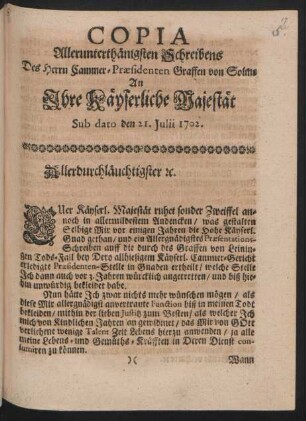 COPIA
Allerunterthänigsten Schreibens
Des Herrn Cammer-Præsidenten Graffen von Solms
An
Ihre Käyserliche Majestät
Sub dato den 21. Julii 1702.
Allerdurchläuchtigster ꝛc.
EUer Käyserl. Majestät ruhet sonder Zweiffel an-
noch in allermildestem Andencken / was gestalten
Selbige Mir vor einigen Jahren die Hohe Käyserl.
Gnad gethan / und ein Allergnädigstes Præsentations-
Schreiben auff die durch des Graffen von Leinin-
gen Tods-Fall bey Dero allhiesigem Käyserl. Cammer-Gericht
erledigt Præsidenten-Stelle in Gnaden ertheilt / welche Stelle
Ich dann auch vor 3. Jahren würcklich angetretten / und biß hie-
hin unwürdig bekleidet habe.
Nun hätte Ich zwar nichts mehr wünschen mögen / als
diese Mir allergnädigst anvertraute Function biß in meinen Todt
bekleiden / mithin der lieben Justiz zum Besten / als welcher Ich
mich von Kindlichen Jahren an gewidmet / das Mir von GOtt
verliehene wenige Talent Zeit Lebens hierzu anwenden / ja alle
meine Lebens- und Gemüths-Kräfften in Diren Dienst con-
sumiren zu können.
)( Wann